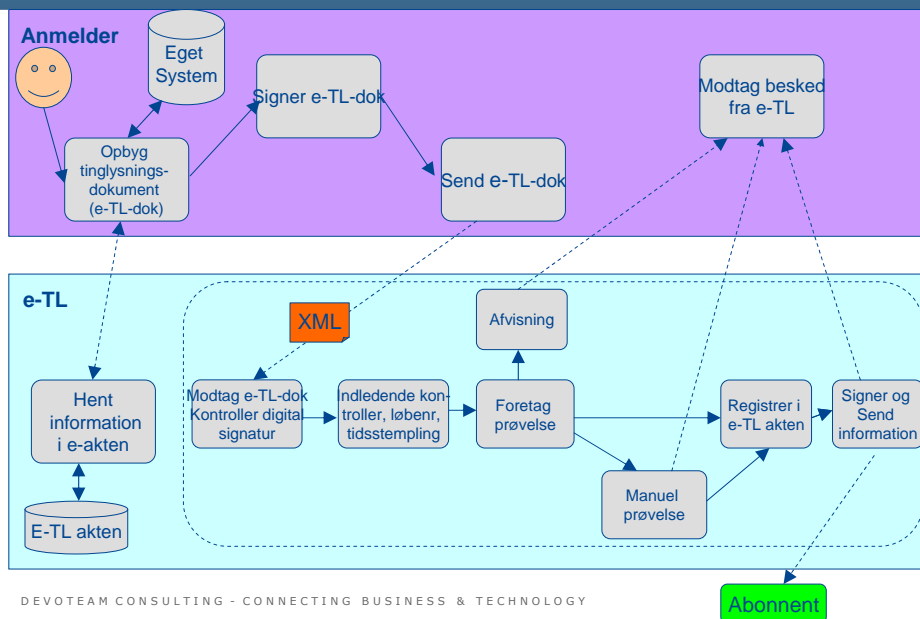 Anmelder
Eget
System
Signer e-TL-dok
Modtag besked
fra e-TL
Opbyg
tinglysnings-
dokument
(e-TL-dok)
Send e-TL-dok
e-TL
XML
Afvisning
Hent
information
i e-akten
Modtag e-TL-dok
Kontroller digital
signatur
Indledende kon-
troller, løbenr,
tidsstempling
Foretag
prøvelse
Registrer i
e-TL akten
Signer og
Send
information
Manuel
prøvelse
E-TL akten
DEVOTEAM CONSULTING - CONNECTING BUSINESS & TECHNOLOGY
Abonnent